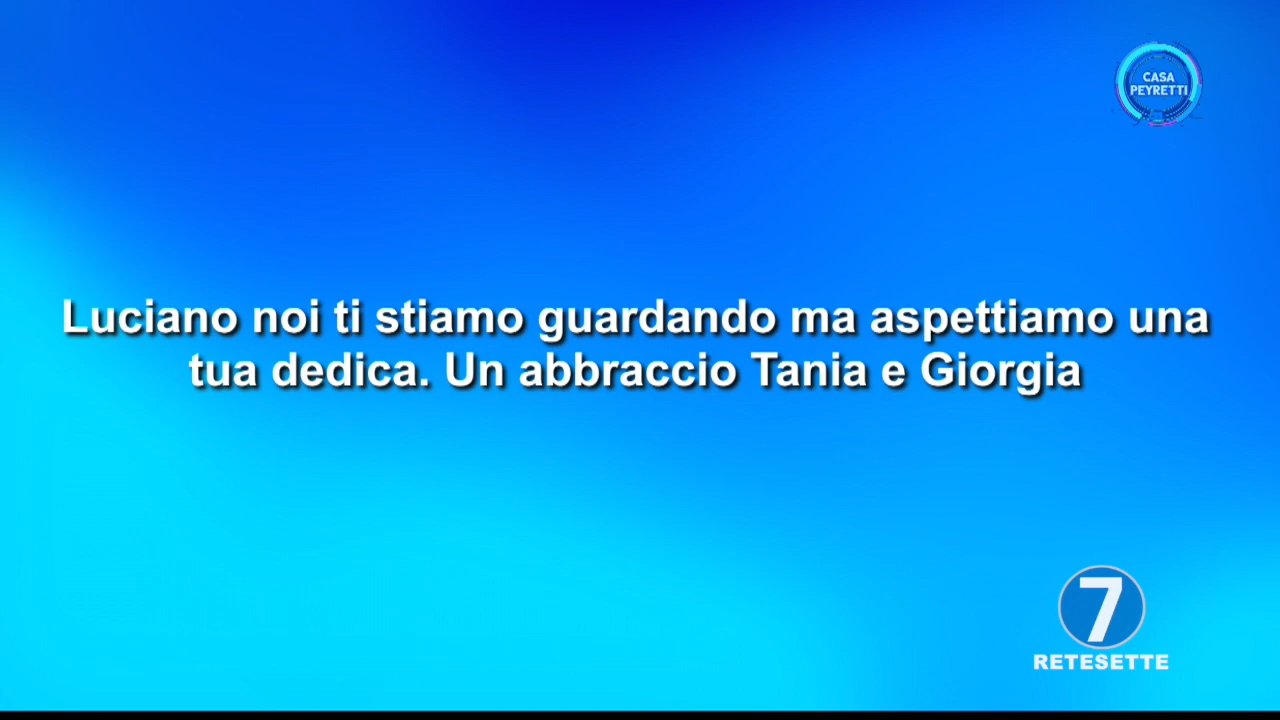 CASA
PEYRETTI
Luciano noi ti stiamo guardando ma aspettiamo una
tua dedica. Un abbraccio Tania e Giorgia
7
RETESETTE